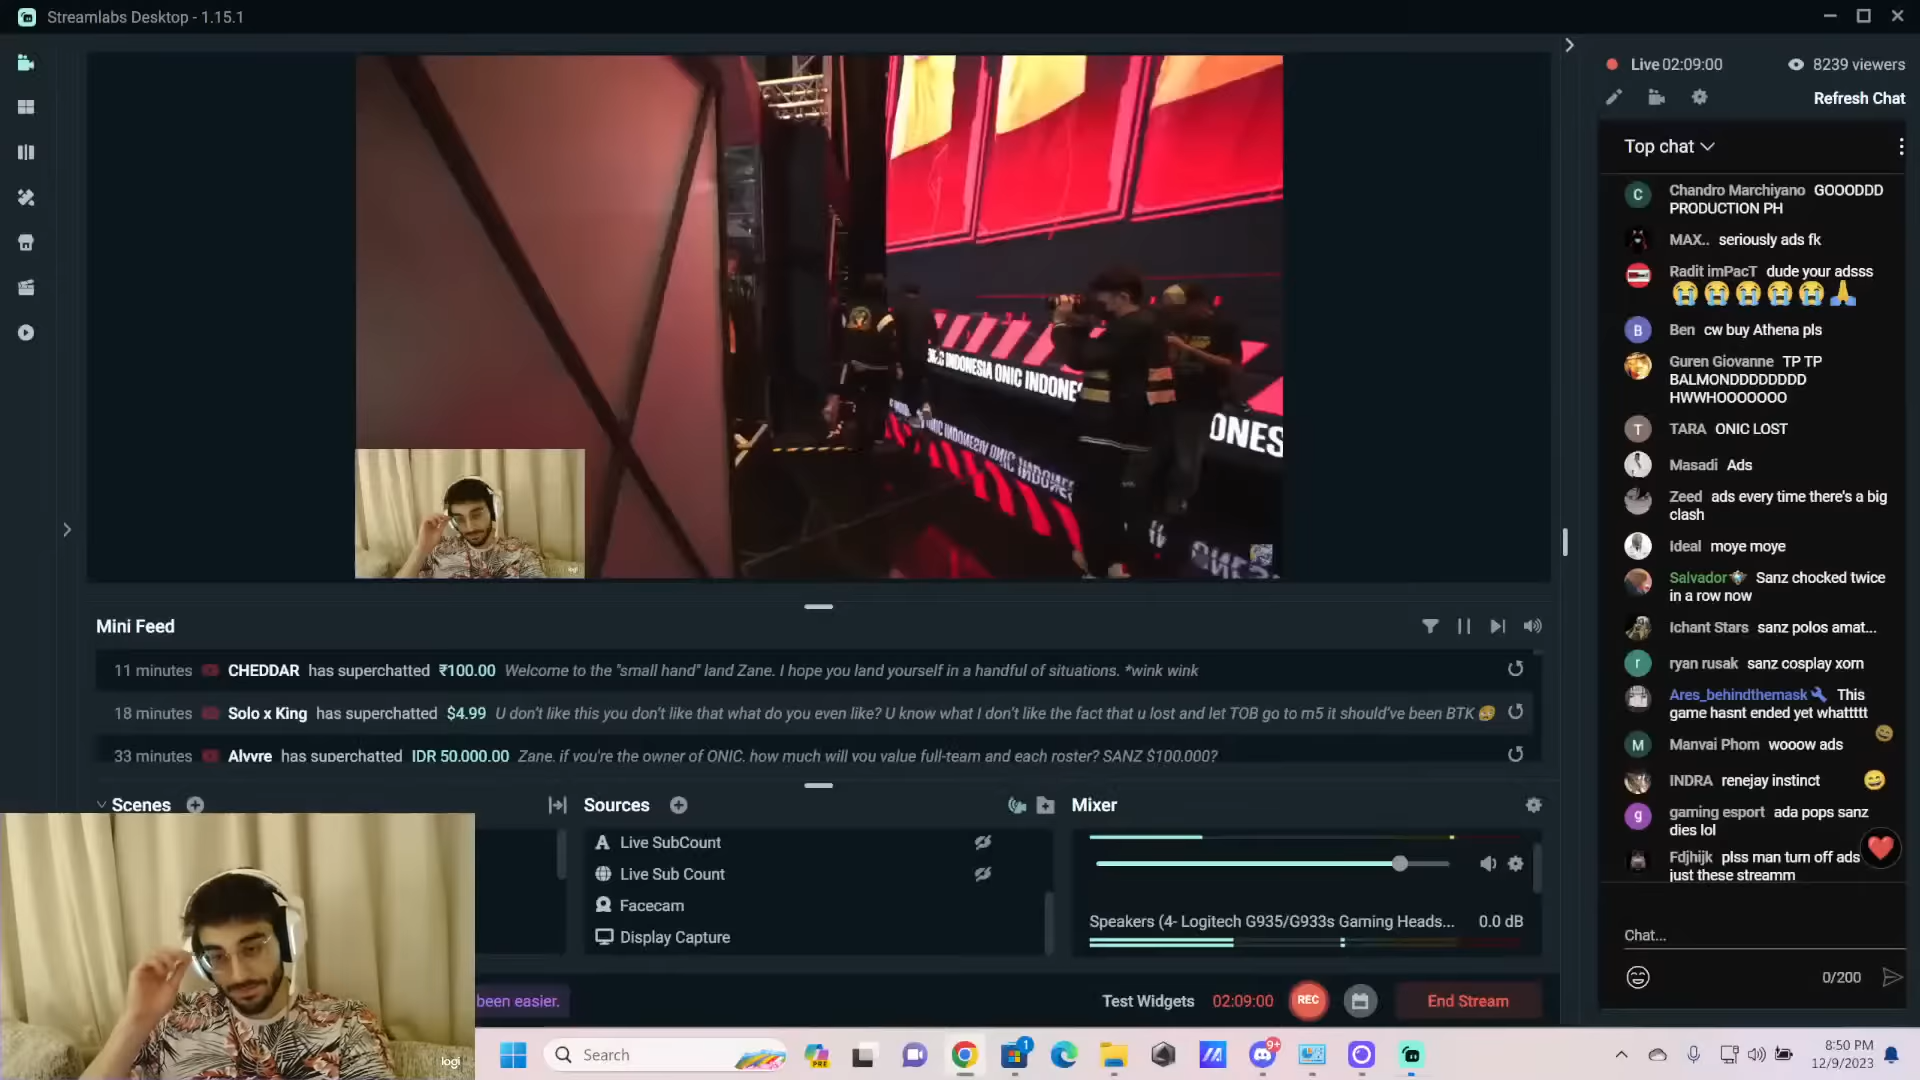 Streamlabs Desktop - 1.15.1
Live 02:09:00
8239 viewers
Refresh Chat
Top chat
Chandro Marchiyano GOOODDD
PRODUCTION PH
MAX.. seriously ads fk
Radit imPacT dude your adsss
B
Ben cw buy Athena pls
Guren Giovanne TP TP
BALMONDDDDDDDD
HWWHOOOOOOO
T
TARA ONIC LOST
Masadi Ads
Zeed ads every time there's a big
clash
Ideal moye moye
Salvador Sanz chocked twice
in a row now
Ichant Stars sanz polos amat...
r
ryan rusak sanz cosplay xorn
Ares_behindthemask This
game hasnt ended yet whattttt
M
Manvai Phom wooow ads
INDRA renejay instinct
g
gaming esport ada pops sanz
dies lol
Fdjhijk plss man turn off ads
just these streamm
Chat...
0/200
C
INDONESIA ONIC INDONE
ONES
INDONESIA ONIC INDONE
logi
Mini Feed
11 minutes CHEDDAR has superchatted ₹100.00 Welcome to the "small hand" land Zane. I hope you land yourself in a handful of situations. *wink wink
18 minutes Solo x King has superchatted $4.99 U don't like this you don't like that what do you even like? U know what I don't like the fact that u lost and let TOB go to m5 it should've been BTK
33 minutes Alvvre has superchatted IDR 50.000.00 Zane. if you're the owner of ONIC. how much will you value full-team and each roster? SANZ $100.000?
Scenes
Sources
Live SubCount
Live Sub Count
Facecam
Display Capture
Mixer
Speakers (4- Logitech G935/G933s Gaming Heads... 0.0 dB
been easier.
Test Widgets
02:09:00
REC
End Stream
logi
Search
PRE
1
9+
8:50 PM
12/9/2023